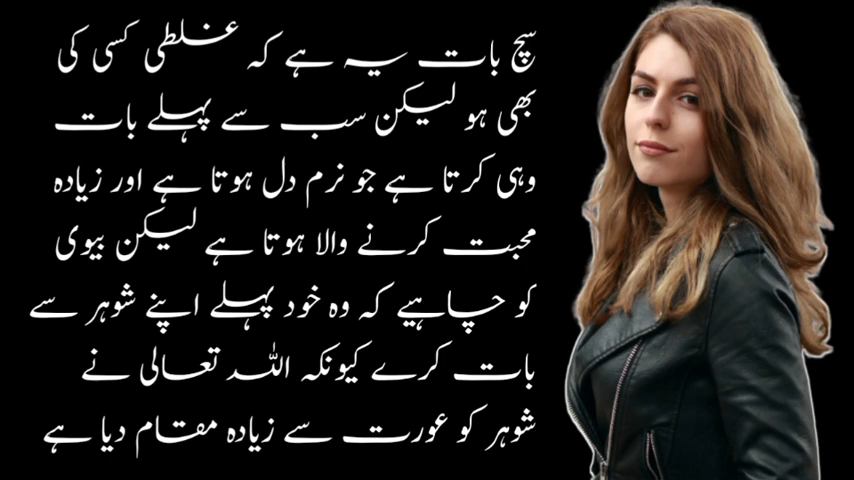 سچ بات یہ ہے کہ غلطی کسی کی
بھی ہو لیکن سب سے پہلے بات
وہی کرتا ہے جو نرم دل ہوتا ہے اور زیادہ
محبت کرنے والا ہوتا ہے لیکن بیوی
کو چاہیے کہ وہ خود پہلے اپنے شوہر سے
بات کرے کیونکہ اللہ تعالی نے
شوہر کو عورت سے زیادہ مقام دیا ہے